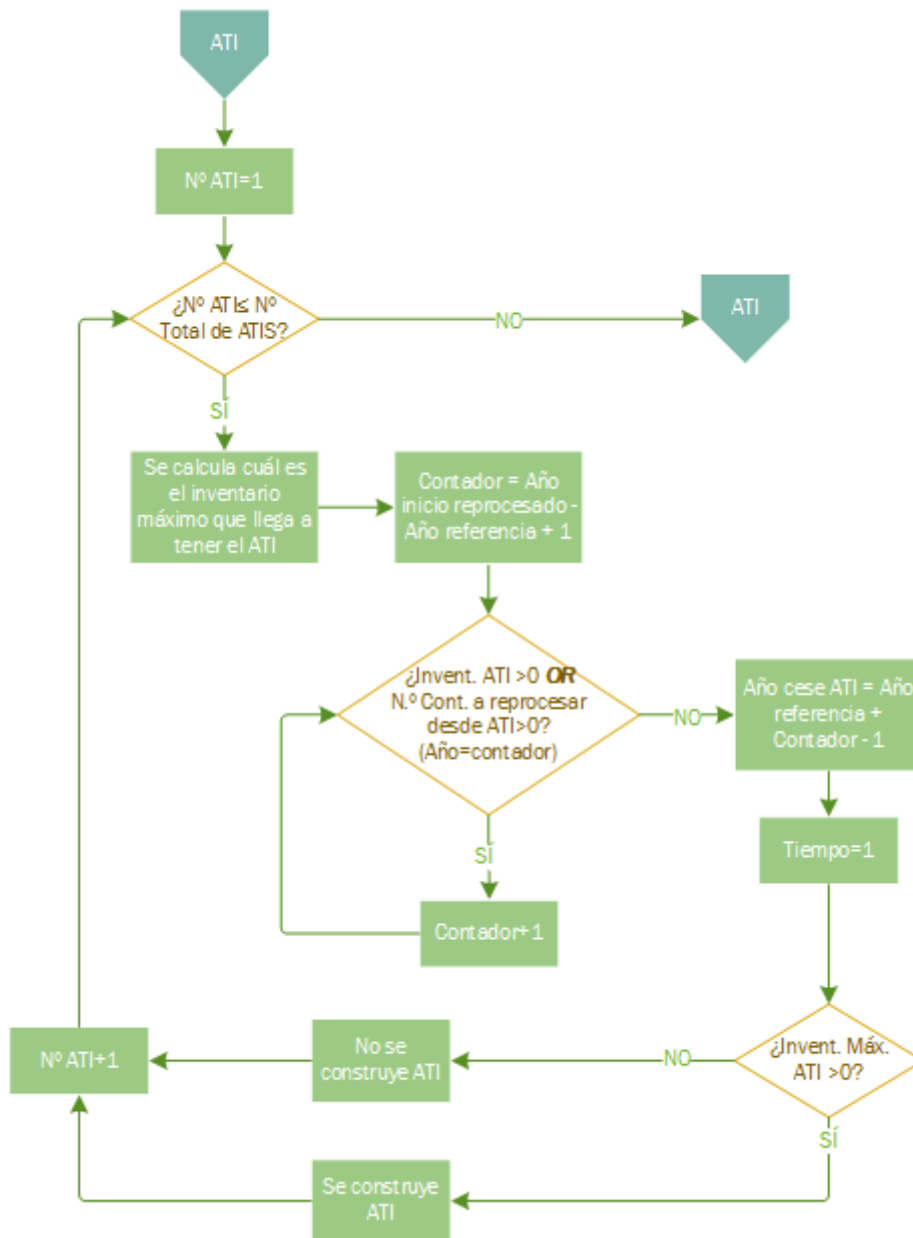 ATI
Nº ATI=1
¿Nº ATI≤ Nº
Total de ATIS?
NO
ATI
SÍ
Se calcula cuál es
el inventario
máximo que llega a
tener el ATI
Contador = Año
inicio reprocesado -
Año referencia + 1
¿Invent. ATI >0 OR
N.º Cont. a reprocesar
desde ATI>0?
(Año=contador)
NO
Año cese ATI = Año
referencia +
Contador - 1
SÍ
Tiempo=1
Contador+1
Nº ATI+1
No se
construye ATI
NO
¿Invent. Máx.
ATI >0?
SÍ
Se construye
ATI